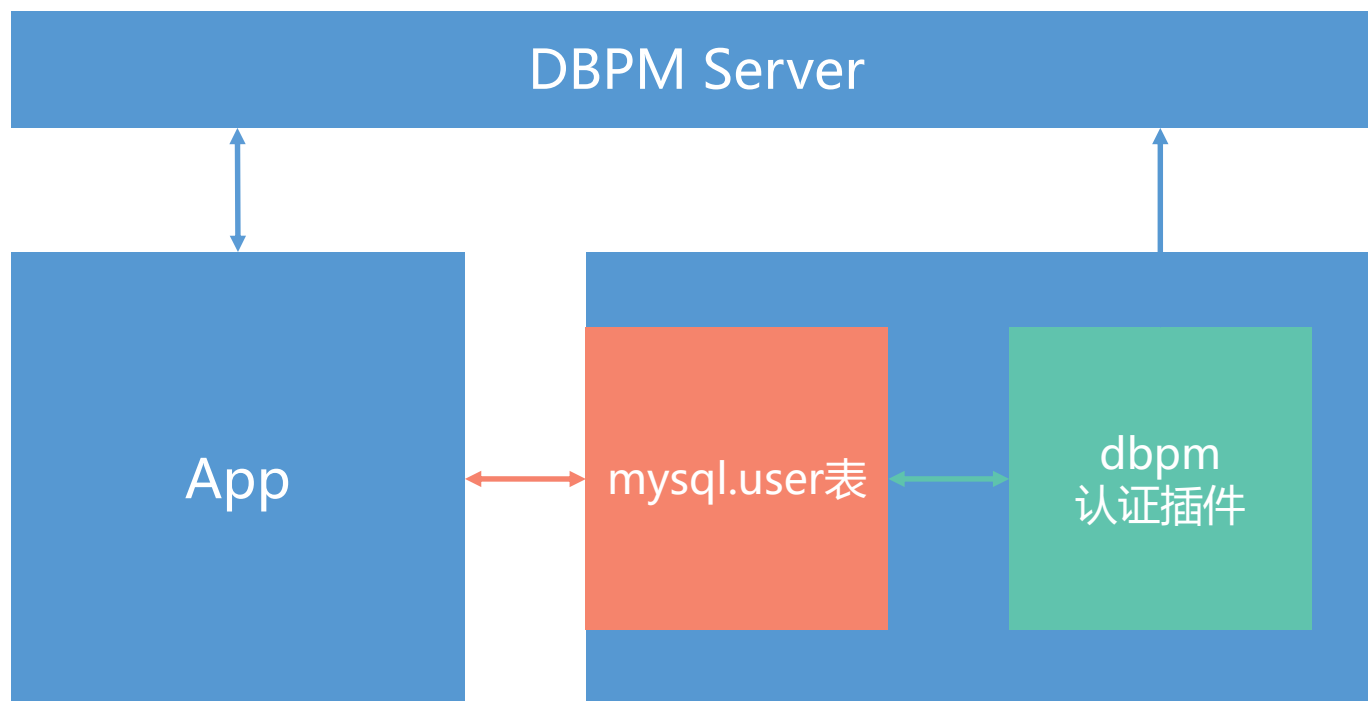 DBPM Server
App
mysql.user表
dbpm
认证插件